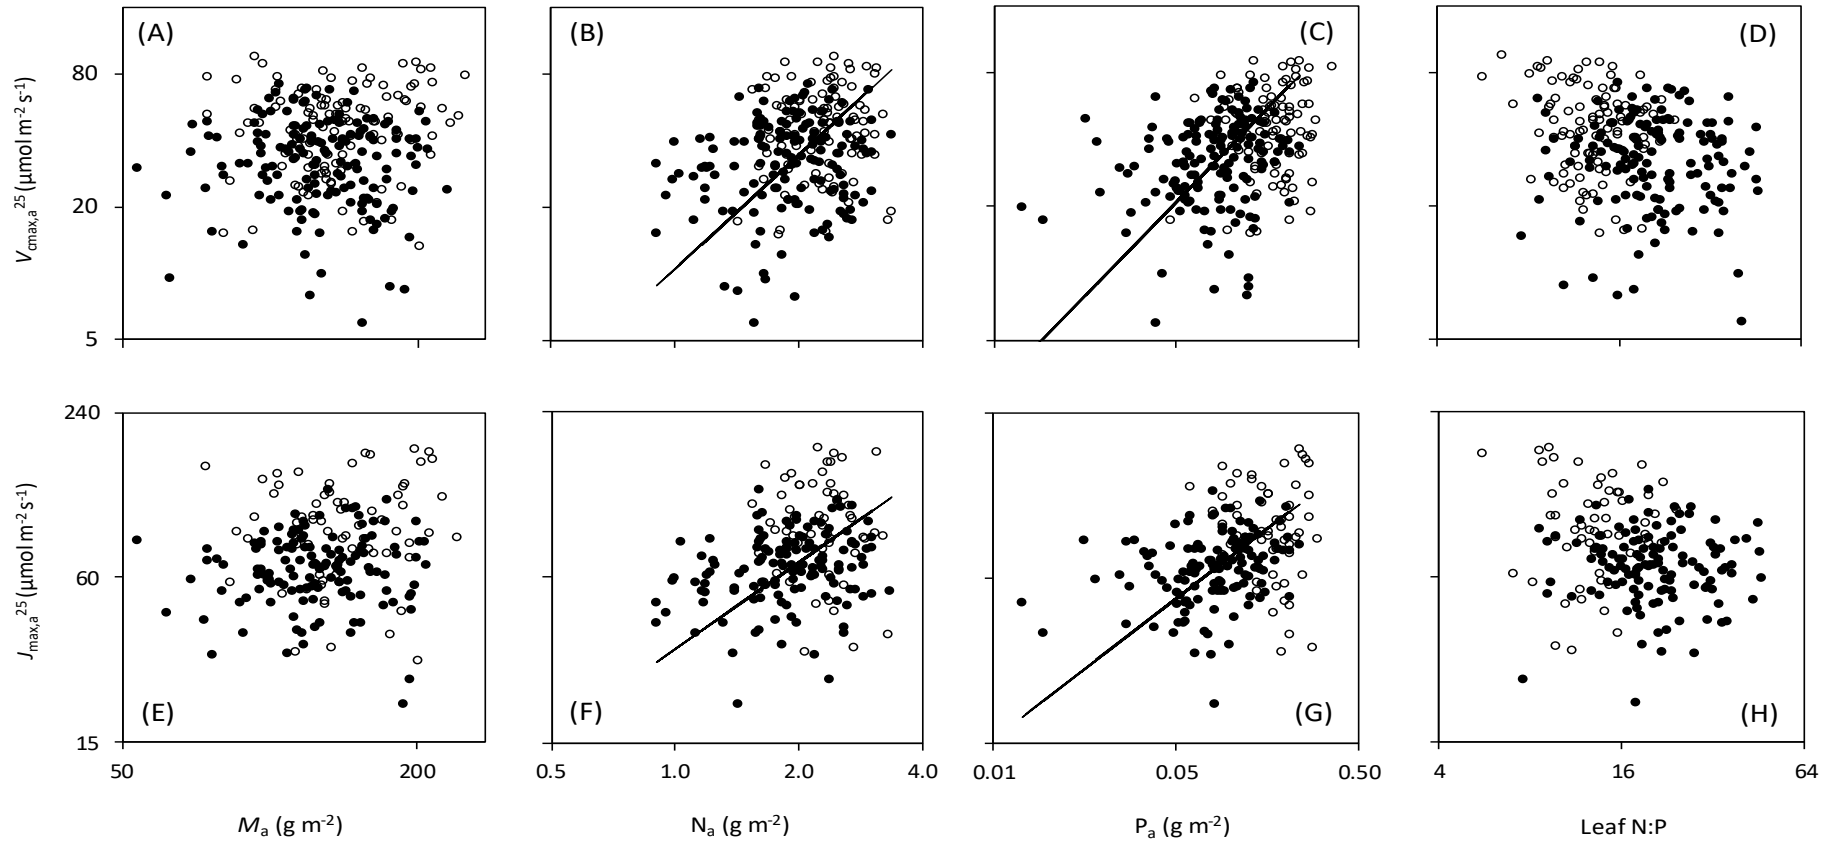 (A)
(B)
(C)
(D)
80
20
5
Vcmax,a25 (µmol m-2 s-1)
240
60
15
Jmax,a25 (µmol m-2 s-1)
(E)
(F)
(G)
(H)
50 200
0.5 1.0 2.0 4.0
0.01 0.05 0.50
4 16 64
Ma (g m-2)
Na (g m-2)
Pa (g m-2)
Leaf N:P